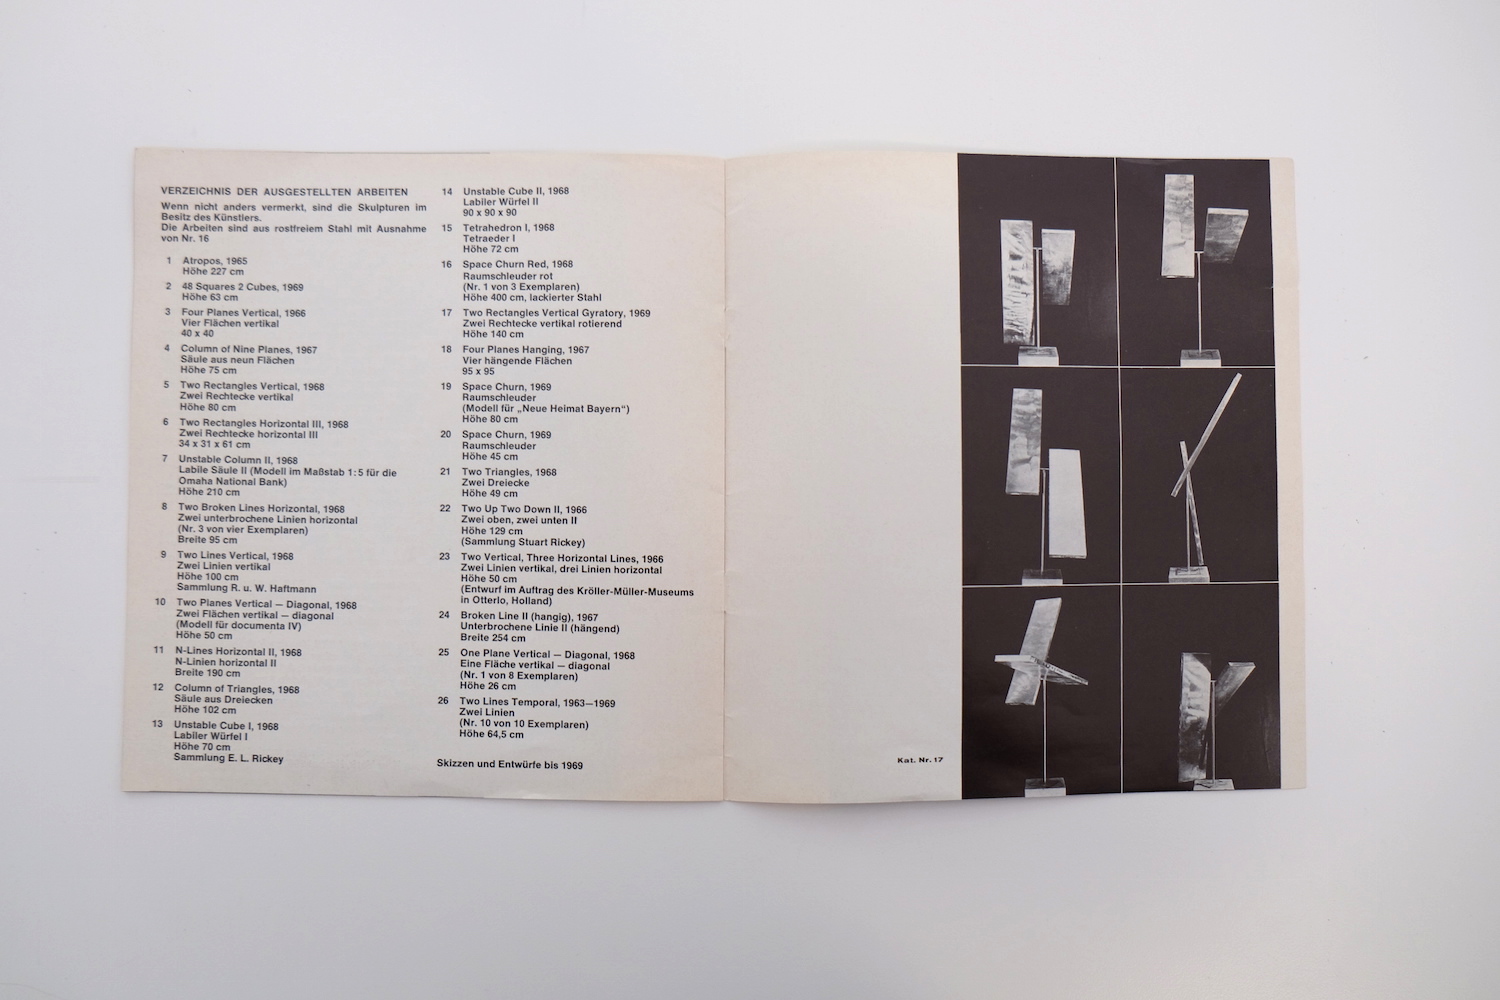 VERZEICHNIS DER AUSGESTELLTEN ARBEITEN
Wenn nicht anders vermerkt, sind die Skulpturen im
Besitz des Künstlers.
Die Arbeiten sind aus rostfreiem Stahl mit Ausnahme
von Nr. 16
1 Atropos, 1965
Höhe 227 cm
2 48 Squares 2 Cubes, 1969
Höhe 63 cm
3 Four Planes Vertical, 1966
Vier Flächen vertikal
40 x 40
4 Column of Nine Planes, 1967
Säule aus neun Flächen
Höhe 75 cm
5 Two Rectangles Vertical, 1968
Zwei Rechtecke vertikal
Höhe 80 cm
6 Two Rectangles Horizontal III, 1968
Zwei Rechtecke horizontal III
34 x 31 x 61 cm
7 Unstable Column II, 1968
Labile Säule II (Modell im Maßstab 1:5 für die
Omaha National Bank)
Höhe 210 cm
8 Two Broken Lines Horizontal, 1968
Zwei unterbrochene Linien horizontal
(Nr. 3 von vier Exemplaren)
Breite 95 cm
9 Two Lines Vertical, 1968
Zwei Linien vertikal
Höhe 100 cm
Sammlung R. u. W. Haftmann
10 Two Planes Vertical — Diagonal, 1968
Zwei Flächen vertikal — diagonal
(Modell für documenta IV)
Höhe 50 cm
11 N-Lines Horizontal II, 1968
N-Linien horizontal II
Breite 190 cm
12 Column of Triangles, 1968
Säule aus Dreiecken
Höhe 102 cm
13 Unstable Cube I, 1968
Labiler Würfel I
Höhe 70 cm
Sammlung E. L. Rickey
14 Unstable Cube II, 1968
Labiler Würfel II
90 x 90 x 90
15 Tetrahedron I, 1968
Tetraeder I
Höhe 72 cm
16 Space Churn Red, 1968
Raumschleuder rot
(Nr. 1 von 3 Exemplaren)
Höhe 400 cm, lackierter Stahl
17 Two Rectangles Vertical Gyratory, 1969
Zwei Rechtecke vertikal rotierend
Höhe 140 cm
18 Four Planes Hanging, 1967
Vier hängende Flächen
95 x 95
19 Space Churn, 1969
Raumschleuder
(Modell für „Neue Heimat Bayern“)
Höhe 80 cm
20 Space Churn, 1969
Raumschleuder
Höhe 45 cm
21 Two Triangles, 1968
Zwei Dreiecke
Höhe 49 cm
22 Two Up Two Down II, 1966
Zwei oben, zwei unten II
Höhe 129 cm
(Sammlung Stuart Rickey)
23 Two Vertical, Three Horizontal Lines, 1966
Zwei Linien vertikal, drei Linien horizontal
Höhe 50 cm
(Entwurf im Auftrag des Kröller-Müller-Museums
in Otterlo, Holland)
24 Broken Line II (hangig), 1967
Unterbrochene Linie II (hängend)
Breite 254 cm
25 One Plane Vertical — Diagonal, 1968
Eine Fläche vertikal — diagonal
(Nr. 1 von 8 Exemplaren)
Höhe 26 cm
26 Two Lines Temporal, 1963—1969
Zwei Linien
(Nr. 10 von 10 Exemplaren)
Höhe 64,5 cm
Skizzen und Entwürfe bis 1969
Kat. Nr. 17